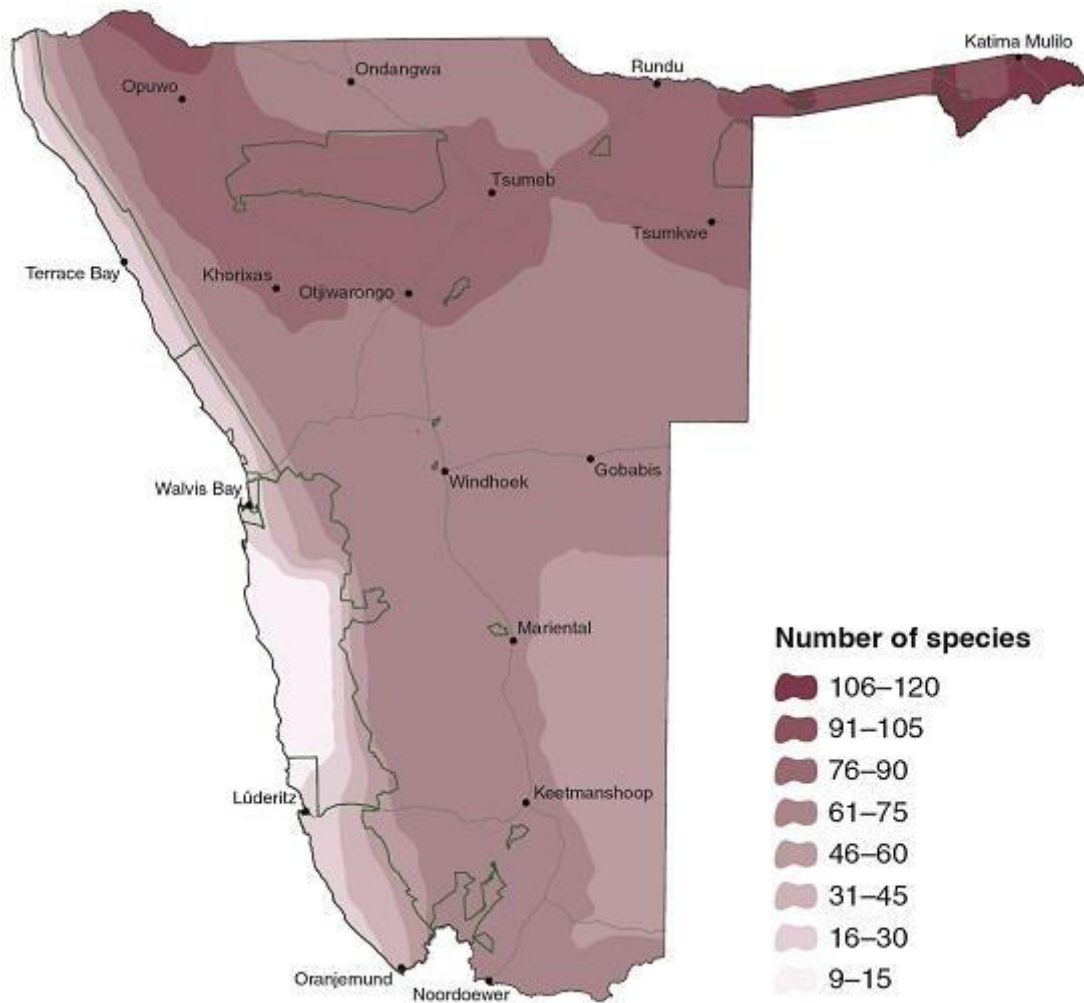 Katima Mulilo
Ondangwa
Rundu
Opuwo
Tsumeb
Tsumkwe
Terrace Bay
Khorixas
Otjiwarongo
Gobabis
Windhoek
Walvis Bay
Mariental
Number of species
106–120
91–105
76–90
61–75
46–60
31–45
16–30
9–15
Keetmanshoop
Lüderitz
Oranjemund
Noordoewer